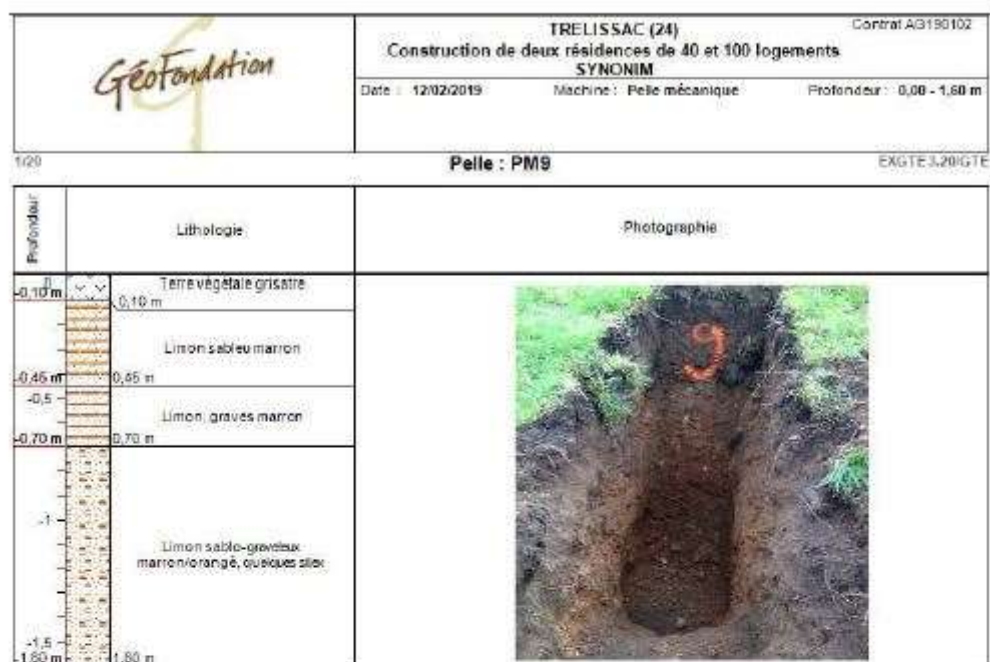 GéoFondation
TRELISSAC (24)
Contrat AG190102
Construction de deux résidences de 40 et 100 logements
SYNONIM
Date : 12/02/2019 Machine : Pelle mécanique Profondeur : 0,00 - 1,60 m
1/20
Pelle : PM9
EXGTE 3.20/GTE
Profondeur
Lithologie
Photographie
0
Terre végétale grisatre
-0,10 m
0,10 m
Limon sableu marron
-0,45 m
0,45 m
-0,5
Limon, graves marron
-0,70 m
0,70 m
-1
Limon sablo-graveleux
marron/orangé, quelques silex
-1,5
-1,60 m
1,60 m
9